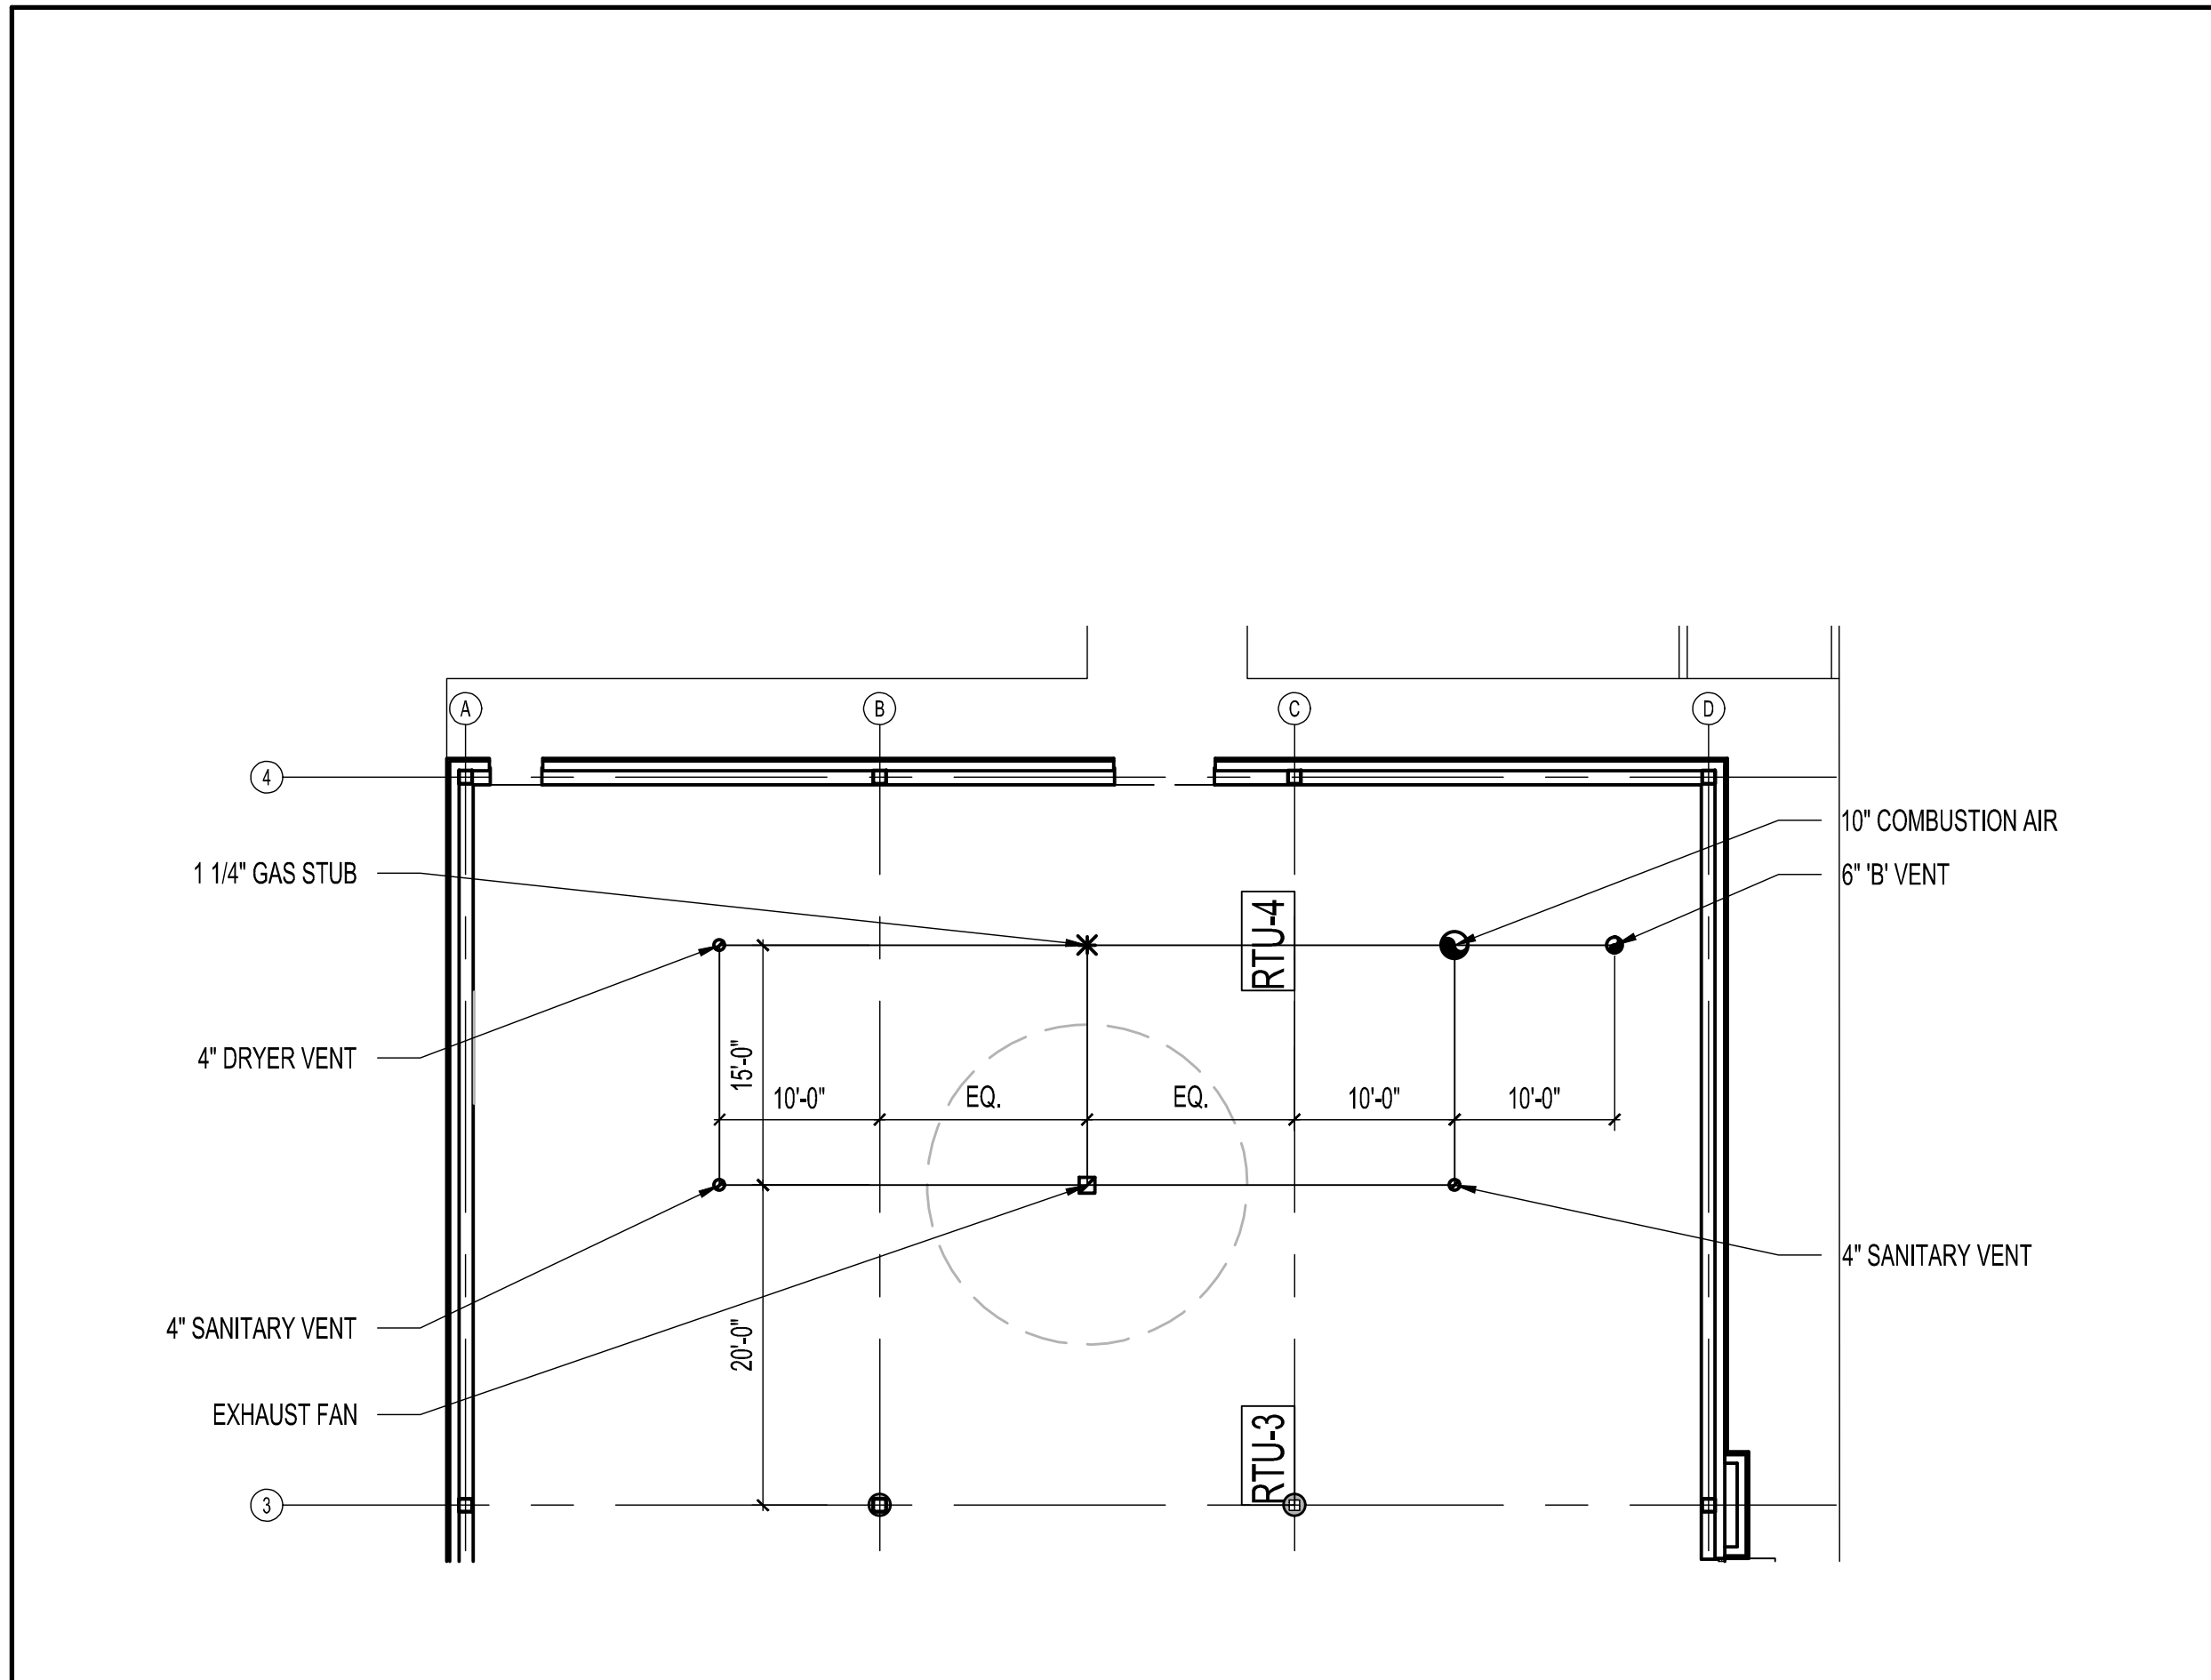 A
B
C
D
4
10" COMBUSTION AIR
1 1/4" GAS STUB
6" 'B' VENT
RTU-4
4" DRYER VENT
15'-0"
10'-0"
EQ.
EQ.
10'-0"
10'-0"
4" SANITARY VENT
4" SANITARY VENT
20'-0"
EXHAUST FAN
RTU-3
3